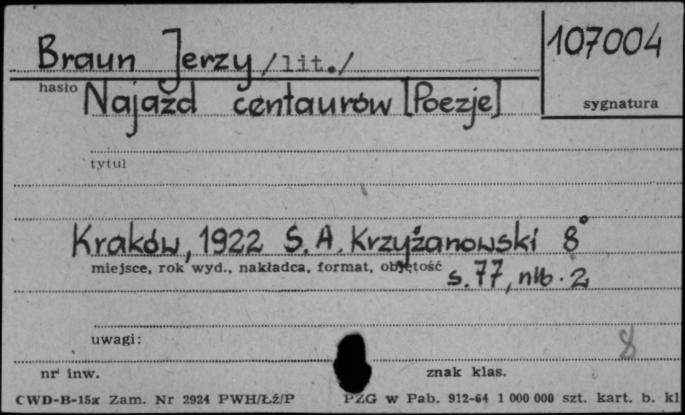 Braun Jerzy /lit./
107004
hasło
sygnatura
Najazd centaurów [Poezje]
tytuł
Kraków, 1922 S.A. Krzyżanowski 8°
miejsce, rok wyd., nakładca, format, objętość
s. 77, nlb. 2
uwagi:
8
nr inw.
znak klas.
CWD-B-15x Zam. Nr 2924 PWH/Łź/P
PZG w Pab. 912-64 1 000 000 szt. kart. b. kl